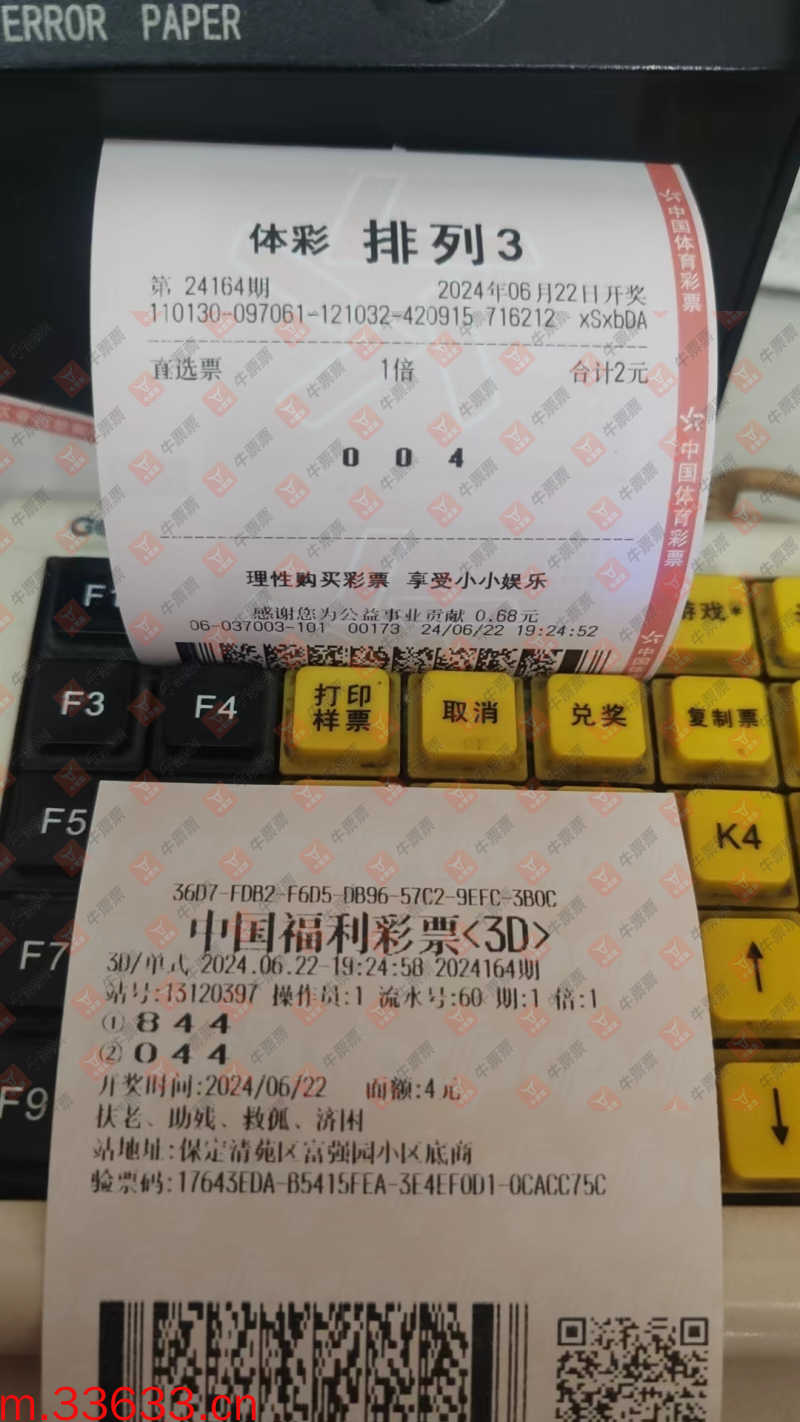 ERROR PAPER
体彩 排列3
第 24164期 2024年06月22日开奖
110130-097061-121032-420915 716212 xSxbDA
直选票 1倍 合计2元
0 0 4
理性购买彩票 享受小小娱乐
感谢您为公益事业贡献 0.68元
06-037003-101 00173 24/06/22 19:24:52
中国体育彩票
中国体育彩票
中国
F3 F4 打印样票 取消 兑奖 复制票
F5 K4
F7 ↑
F9 ↓
36D7-FDB2-F6D5-DB96-57C2-9EFC-3B0C
中国福利彩票<3D>
3D/单式 2024.06.22-19:24:58 2024164期
站号:13120397 操作员:1 流水号:60 期:1 倍:1
① 8 4 4
② 0 4 4
开奖时间:2024/06/22 面额:4元
扶老、助残、救孤、济困
站地址:保定清苑区富强园小区底商
验票码:17643EDA-B5415FEA-3E4EF0D1-0CACC75C
牛票票
m.33633.cn